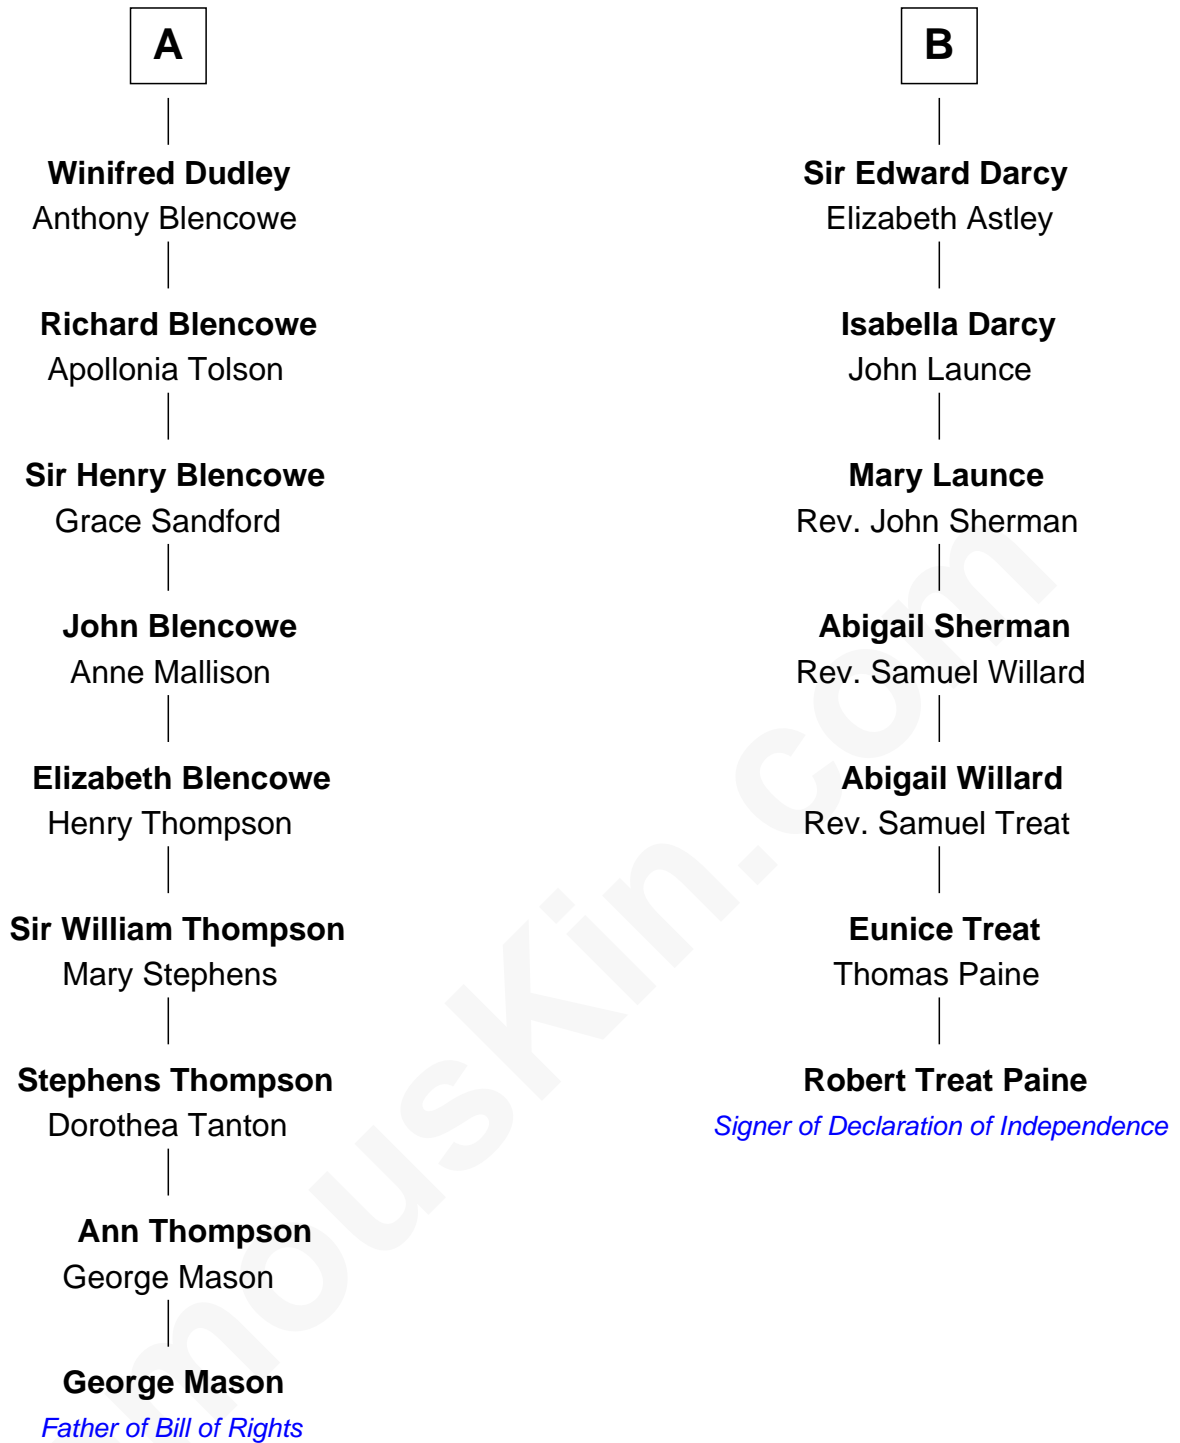 A
Winifred Dudley
Anthony Blencowe
Richard Blencowe
Apollonia Tolson
Sir Henry Blencowe
Grace Sandford
John Blencowe
Anne Mallison
Elizabeth Blencowe
Henry Thompson
Sir William Thompson
Mary Stephens
Stephens Thompson
Dorothea Tanton
Ann Thompson
George Mason
George Mason
Father of Bill of Rights
B
Sir Edward Darcy
Elizabeth Astley
Isabella Darcy
John Launce
Mary Launce
Rev. John Sherman
Abigail Sherman
Rev. Samuel Willard
Abigail Willard
Rev. Samuel Treat
Eunice Treat
Thomas Paine
Robert Treat Paine
Signer of Declaration of Independence
mousKin.com